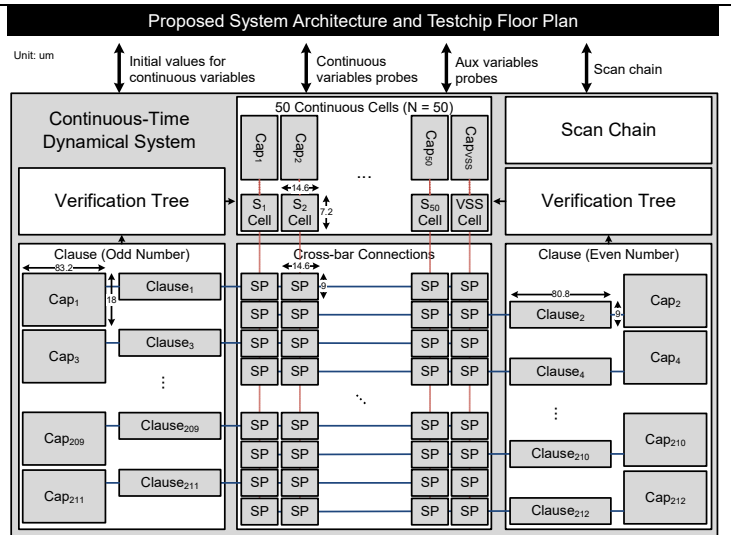 Proposed System Architecture and Testchip Floor Plan
Unit: um
Initial values for
continuous variables
Continuous
variables probes
Aux variables
probes
Scan chain
Continuous-Time
Dynamical System
50 Continuous Cells (N = 50)
Cap₁
Cap₂
...
Cap₅₀
Cap_VSS
Scan Chain
Verification Tree
14.6
S₁
Cell
S₂
Cell
7.2
S₅₀
Cell
VSS
Cell
Verification Tree
Clause (Odd Number)
Cross-bar Connections
Clause (Even Number)
83.2
18
Cap₁
Clause₁
14.6
9
SP SP SP SP
80.8
9
Clause₂
Cap₂
SP SP SP SP
Cap₃
Clause₃
SP SP SP SP
Clause₄
Cap₄
SP SP SP SP
...
...
...
Cap₂₀₉
Clause₂₀₉
SP SP SP SP
Clause₂₁₀
Cap₂₁₀
SP SP SP SP
Cap₂₁₁
Clause₂₁₁
SP SP SP SP
Clause₂₁₂
Cap₂₁₂
SP SP SP SP